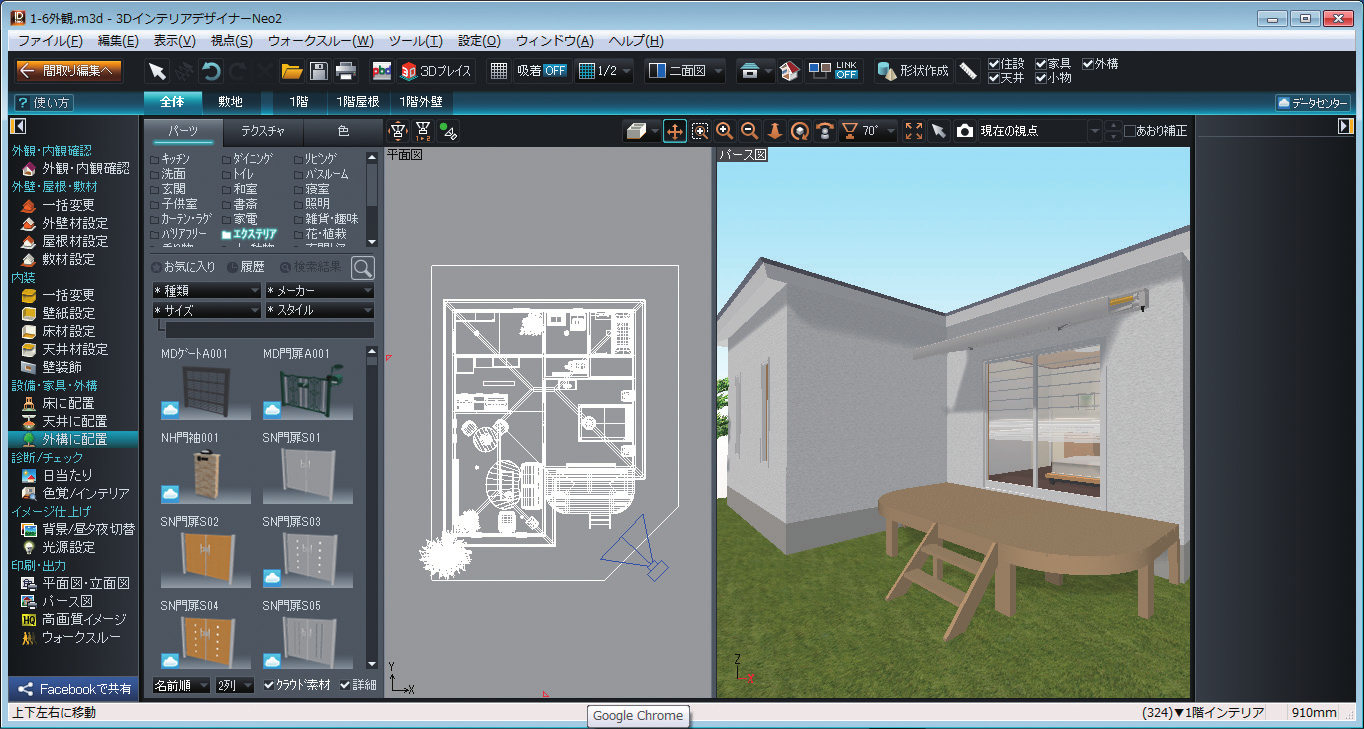 1-6外観.m3d - 3DインテリアデザイナーNeo2
ファイル(F) 編集(E) 表示(V) 視点(S) ウォークスルー(W) ツール(T) 設定(O) ウィンドウ(A) ヘルプ(H)
間取り編集へ abc 3Dプレイス 吸着 OFF 1/2 二面図 LINK OFF 形状作成 住設 家具 外構
天井 小物
? 使い方 全体 敷地 1階 1階屋根 1階外壁 データセンター
パーツ テクスチャ 色 70° 現在の視点 あおり補正
平面図 パース図
外観・内観確認
外観・内観確認
外壁・屋根・敷材
一括変更
外壁材設定
屋根材設定
敷材設定
内装
一括変更
壁紙設定
床材設定
天井材設定
壁装飾
設備・家具・外構
床に配置
天井に配置
外構に配置
診断/チェック
日当たり
色覚/インテリア
イメージ仕上げ
背景/昼夕夜切替
光源設定
印刷・出力
平面図・立面図
パース図
HQ 高画質イメージ
ウォークスルー
Facebookで共有
キッチン ダイニング リビング
洗面 トイレ バスルーム
玄関 和室 寝室
子供室 書斎 照明
カーテン・ラグ 家電 雑貨・趣味
バリアフリー エクステリア 花・植栽
お気に入り 履歴 検索結果
* 種類 * メーカー
* サイズ * スタイル
MDゲートA001 MD門扉A001
NH門袖001 SN門扉S01
SN門扉S02 SN門扉S03
SN門扉S04 SN門扉S05
名前順 2列 クラウド素材 詳細
Y
X
Z
Y
上下左右に移動 Google Chrome (324)▼1階インテリア 910mm